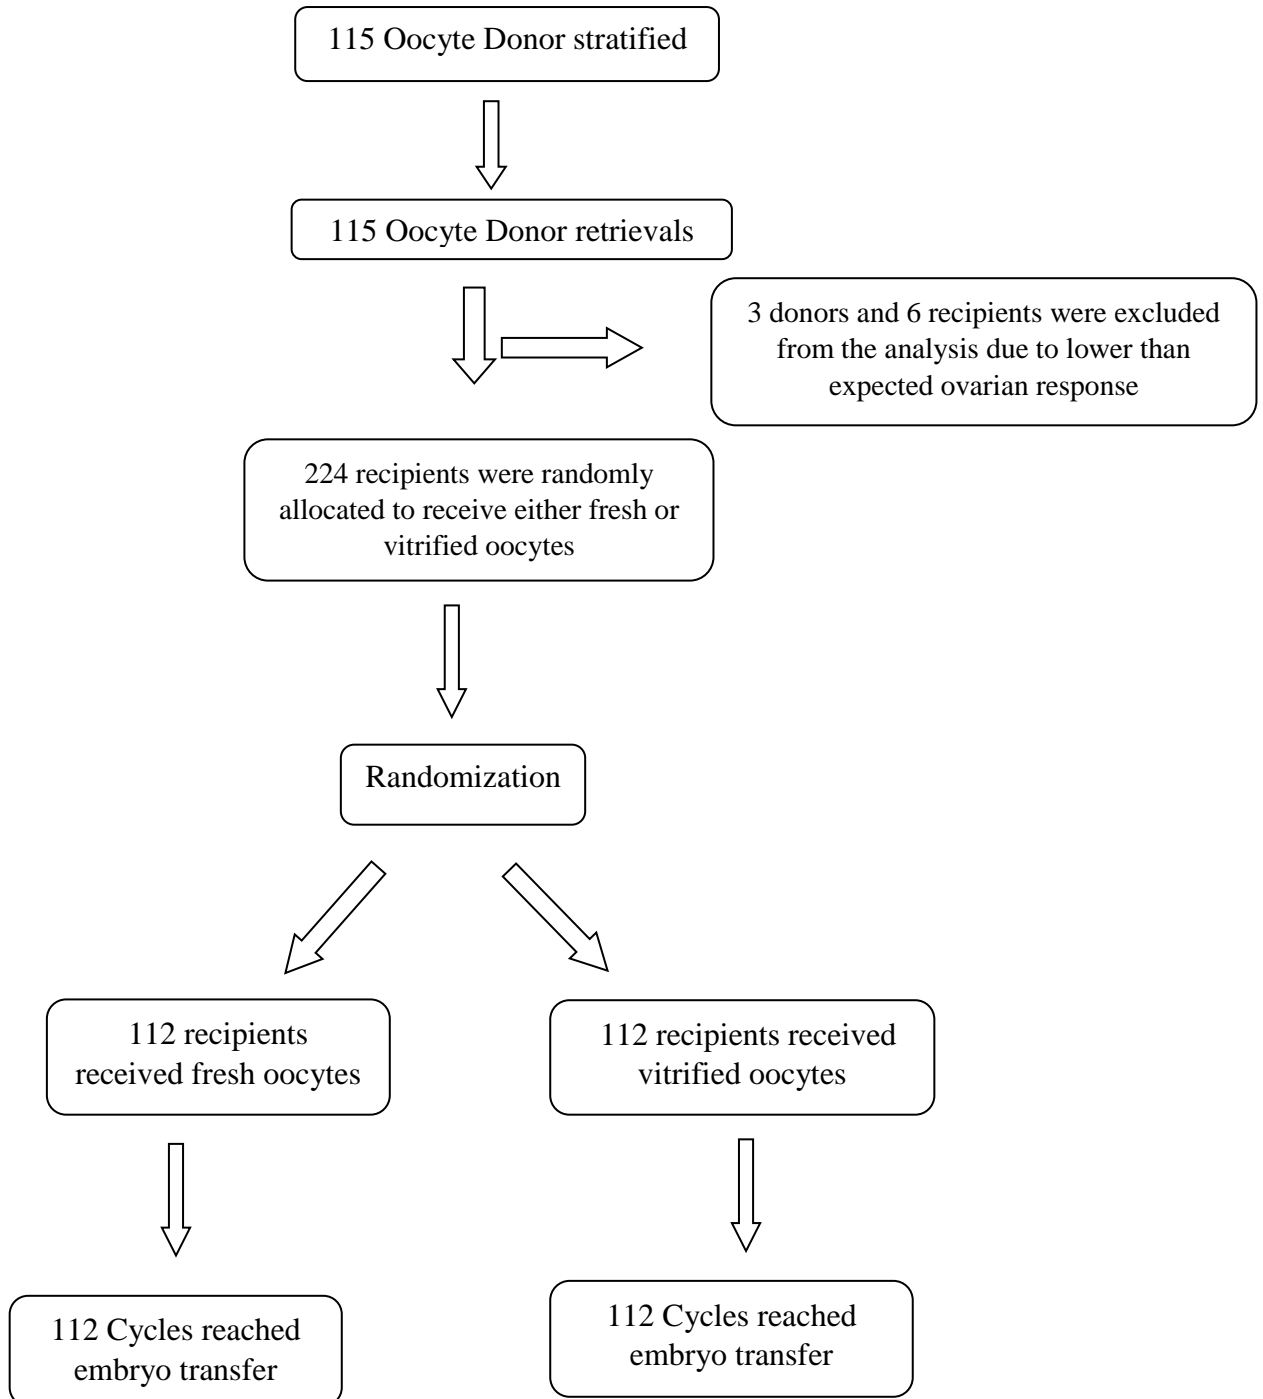 115 Oocyte Donor stratified
115 Oocyte Donor retrievals
3 donors and 6 recipients were excluded
from the analysis due to lower than
expected ovarian response
224 recipients were randomly
allocated to receive either fresh or
vitrified oocytes
Randomization
112 recipients
received fresh oocytes
112 recipients received
vitrified oocytes
112 Cycles reached
embryo transfer
112 Cycles reached
embryo transfer